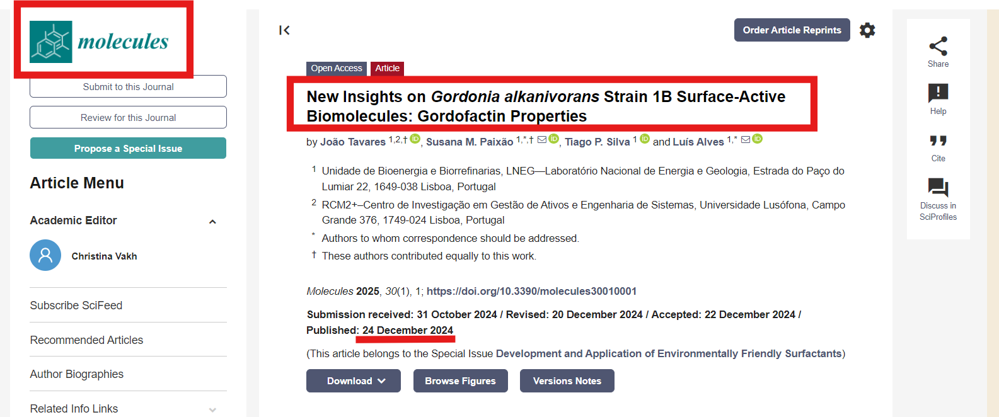 molecules
Submit to this Journal
Review for this Journal
Propose a Special Issue
Article Menu
Academic Editor
Christina Vakh
Subscribe SciFeed
Recommended Articles
Author Biographies
Related Info Links
Order Article Reprints
Open Access Article
New Insights on Gordonia alkanivorans Strain 1B Surface-Active
Biomolecules: Gordofactin Properties
by João Tavares 1,2,† iD, Susana M. Paixão 1,*,† iD, Tiago P. Silva 1 iD and Luís Alves 1,* iD
1 Unidade de Bioenergia e Biorrefinarias, LNEG—Laboratório Nacional de Energia e Geologia, Estrada do Paço do
Lumiar 22, 1649-038 Lisboa, Portugal
2 RCM2+–Centro de Investigação em Gestão de Ativos e Engenharia de Sistemas, Universidade Lusófona, Campo
Grande 376, 1749-024 Lisboa, Portugal
* Authors to whom correspondence should be addressed.
† These authors contributed equally to this work.
Molecules 2025, 30(1), 1; https://doi.org/10.3390/molecules30010001
Submission received: 31 October 2024 / Revised: 20 December 2024 / Accepted: 22 December 2024 /
Published: 24 December 2024
(This article belongs to the Special Issue Development and Application of Environmentally Friendly Surfactants)
Download Browse Figures Versions Notes
Share
Help
Cite
Discuss in
SciProfiles